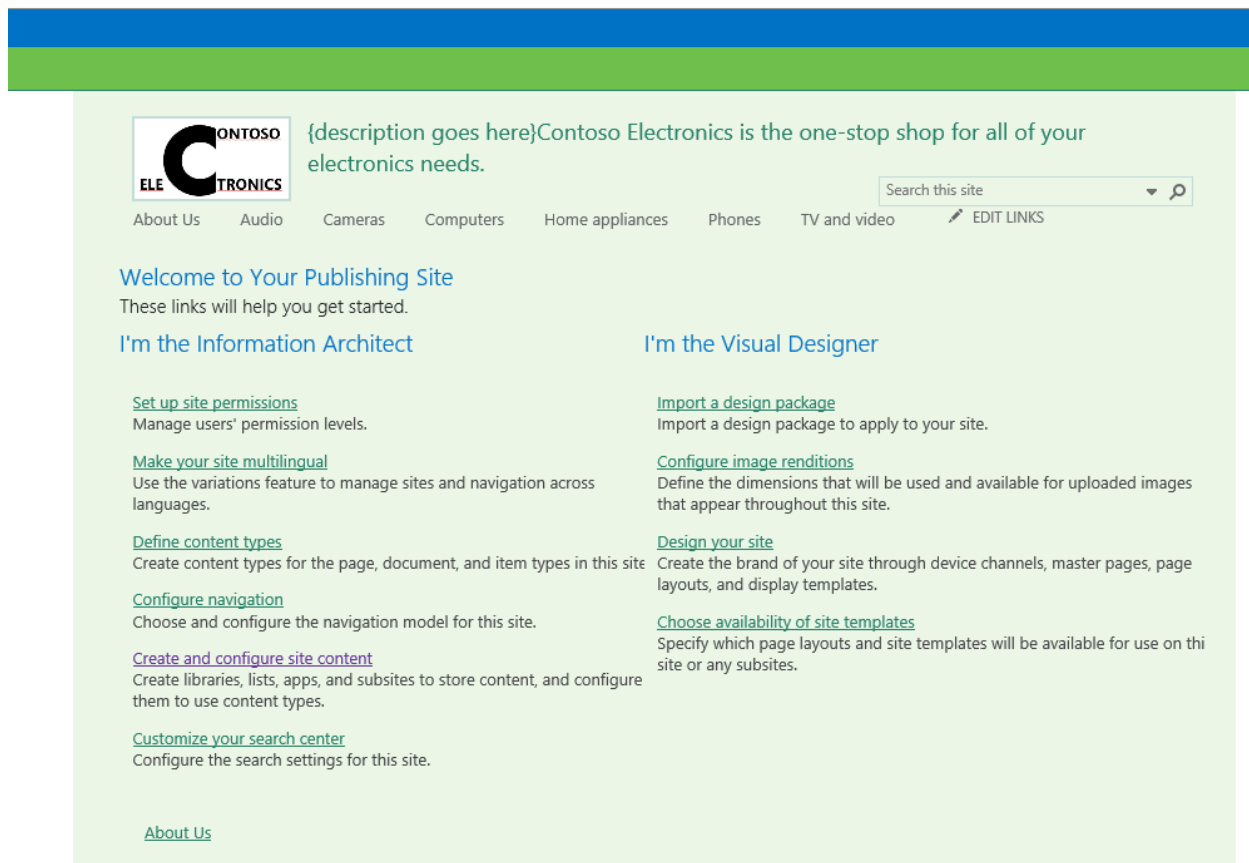 CONTOSO
ELECTRONICS
{description goes here}Contoso Electronics is the one-stop shop for all of your
electronics needs.
Search this site
About Us Audio Cameras Computers Home appliances Phones TV and video EDIT LINKS
Welcome to Your Publishing Site
These links will help you get started.
I'm the Information Architect
Set up site permissions
Manage users' permission levels.
Make your site multilingual
Use the variations feature to manage sites and navigation across
languages.
Define content types
Create content types for the page, document, and item types in this site
Configure navigation
Choose and configure the navigation model for this site.
Create and configure site content
Create libraries, lists, apps, and subsites to store content, and configure
them to use content types.
Customize your search center
Configure the search settings for this site.
I'm the Visual Designer
Import a design package
Import a design package to apply to your site.
Configure image renditions
Define the dimensions that will be used and available for uploaded images
that appear throughout this site.
Design your site
Create the brand of your site through device channels, master pages, page
layouts, and display templates.
Choose availability of site templates
Specify which page layouts and site templates will be available for use on thi
site or any subsites.
About Us